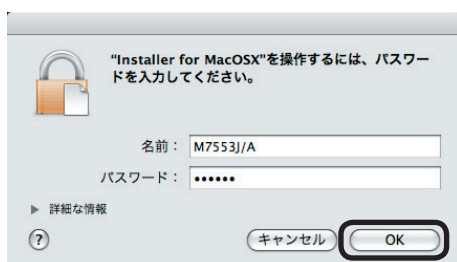 "Installer for MacOSX"を操作するには、パスワー
ドを入力してください。
名前： M7553J/A
パスワード： ••••••
▶ 詳細な情報
? キャンセル OK